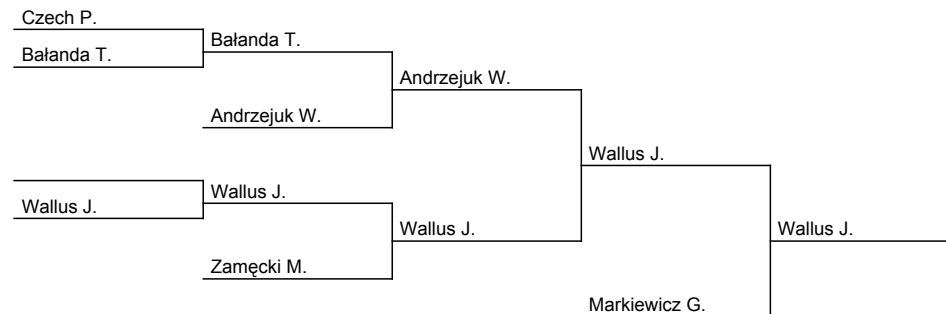 Czech P.
Bałanda T.
Bałanda T.
Andrzejuk W.
Andrzejuk W.
Wallus J.
Wallus J.
Wallus J.
Wallus J.
Wallus J.
Zamęcki M.
Markiewicz G.